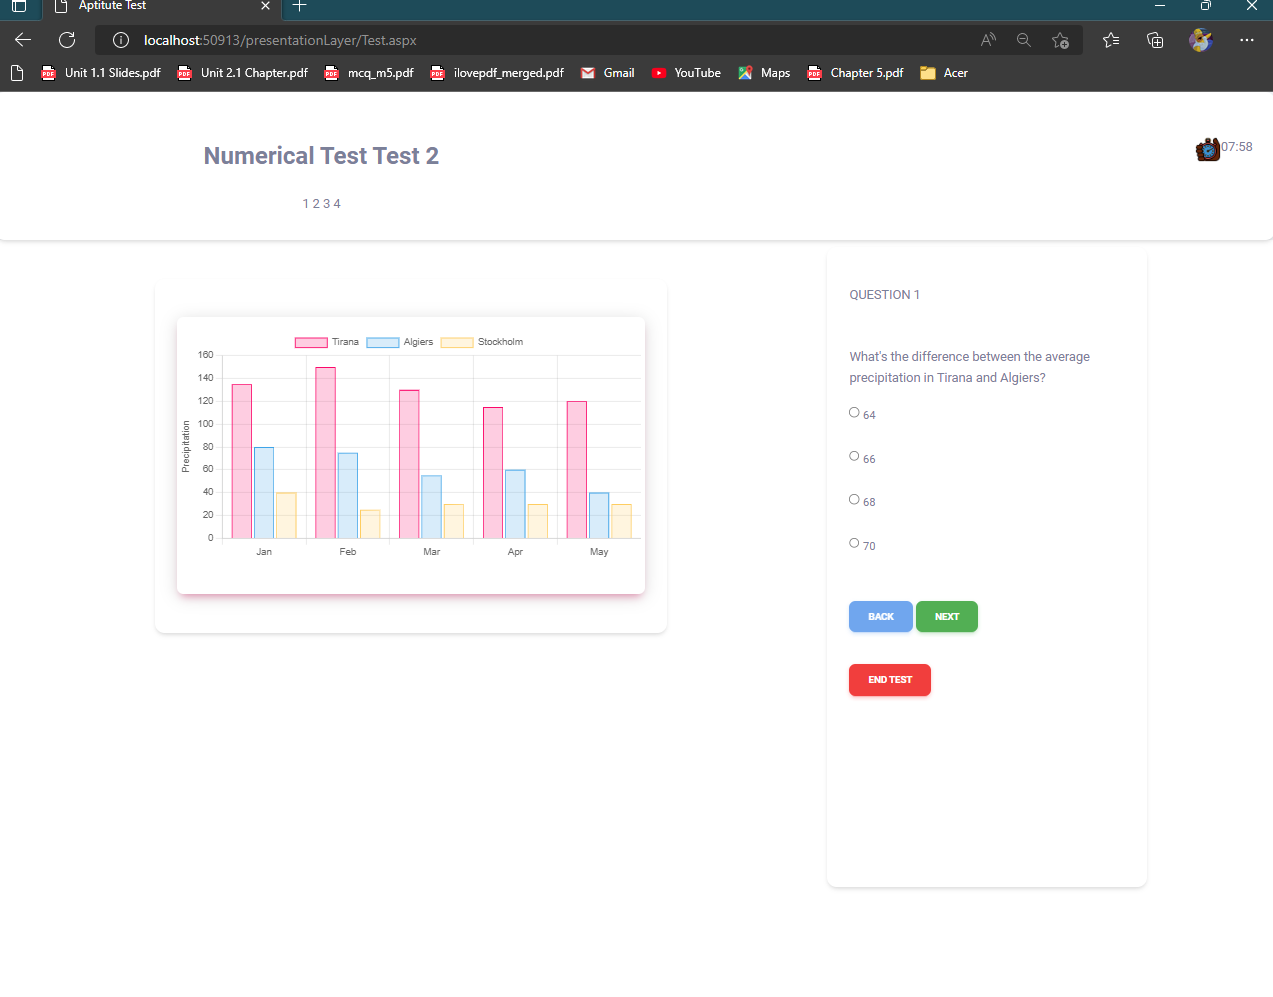 Aptitute Test
localhost:50913/presentationLayer/Test.aspx
Unit 1.1 Slides.pdf Unit 2.1 Chapter.pdf mcq_m5.pdf ilovepdf_merged.pdf Gmail YouTube Maps Chapter 5.pdf Acer
Numerical Test Test 2
07:58
1 2 3 4
Tirana Algiers Stockholm
160
140
120
100
80
60
40
20
0
Precipitation
Jan Feb Mar Apr May
QUESTION 1
What's the difference between the average
precipitation in Tirana and Algiers?
64
66
68
70
BACK NEXT
END TEST